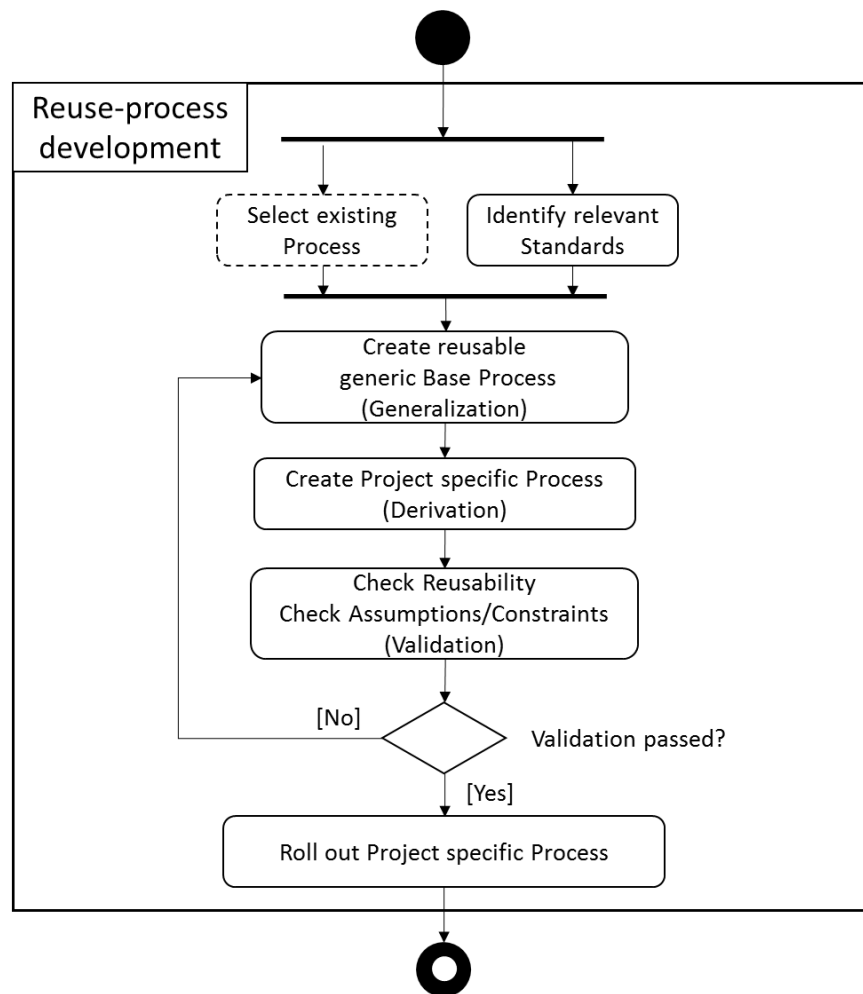 Reuse-process
development
Select existing
Process
Identify relevant
Standards
Create reusable
generic Base Process
(Generalization)
Create Project specific Process
(Derivation)
Check Reusability
Check Assumptions/Constraints
(Validation)
[No]
Validation passed?
[Yes]
Roll out Project specific Process